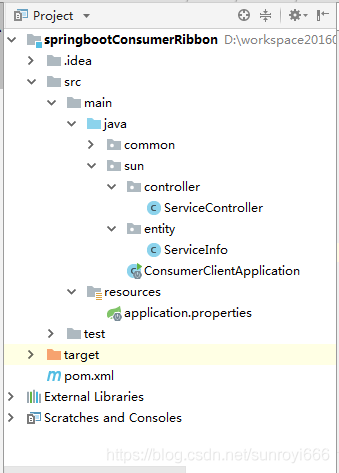 Project
springbootConsumerRibbon D:\workspace20160
.idea
src
main
java
common
sun
controller
ServiceController
entity
ServiceInfo
ConsumerClientApplication
resources
application.properties
test
target
pom.xml
External Libraries
Scratches and Consoles
https://blog.csdn.net/sunroyi666